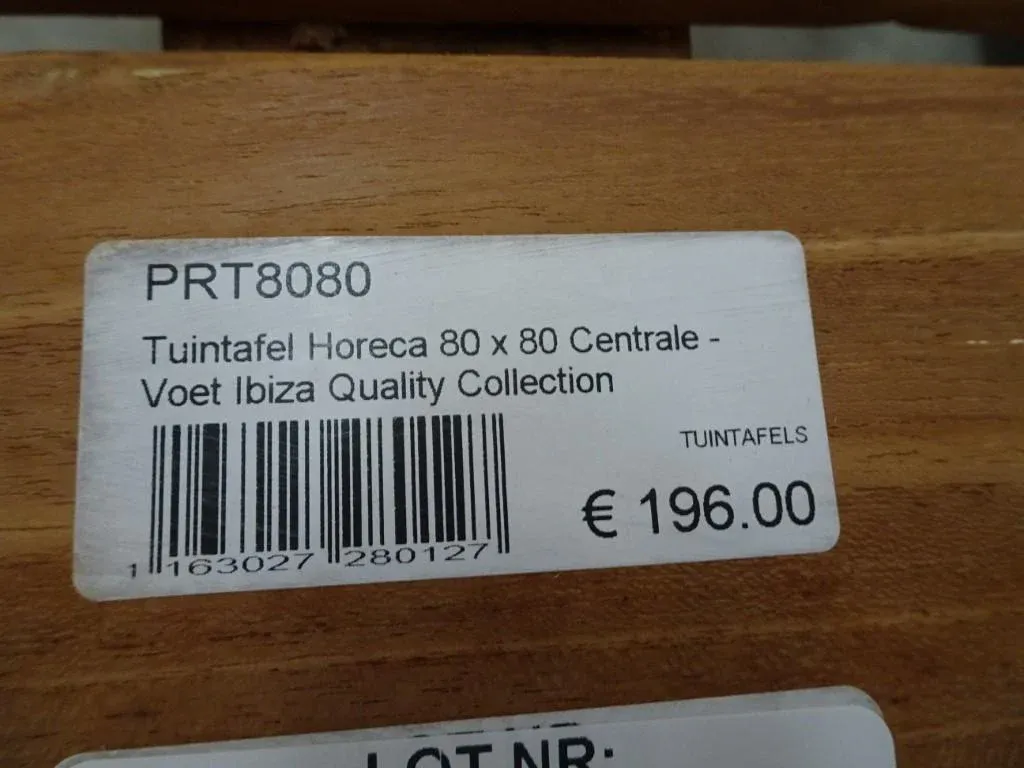 PRT8080
Tuintafel Horeca 80 x 80 Centrale -
Voet Ibiza Quality Collection
TUINTAFELS
€ 196.00
1 163027 280127
LOT NR: